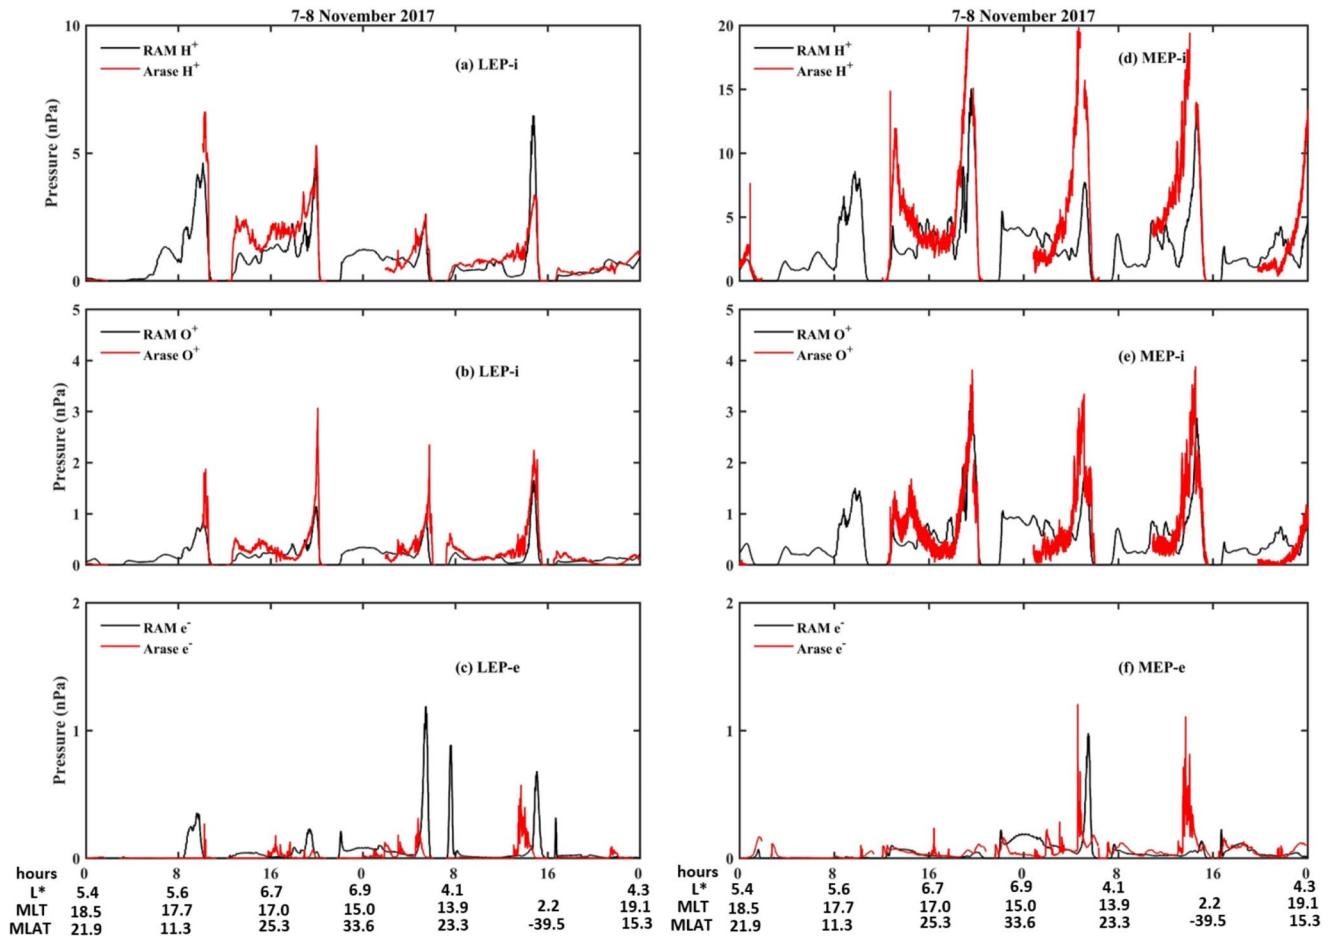 7-8 November 2017
RAM H+
Arase H+
(a) LEP-i
Pressure (nPa)
10
5
0
RAM O+
Arase O+
(b) LEP-i
Pressure (nPa)
5
4
3
2
1
0
RAM e-
Arase e-
(c) LEP-e
Pressure (nPa)
2
1
0
hours 0 8 16 0 8 16 0
L* 5.4 5.6 6.7 6.9 4.1 4.3
MLT 18.5 17.7 17.0 15.0 13.9 2.2 19.1
MLAT 21.9 11.3 25.3 33.6 23.3 -39.5 15.3
7-8 November 2017
RAM H+
Arase H+
(d) MEP-i
20
15
10
5
0
RAM O+
Arase O+
(e) MEP-i
5
4
3
2
1
0
RAM e-
Arase e-
(f) MEP-e
2
1
0
hours 0 8 16 0 8 16 0
L* 5.4 5.6 6.7 6.9 4.1 4.3
MLT 18.5 17.7 17.0 15.0 13.9 2.2 19.1
MLAT 21.9 11.3 25.3 33.6 23.3 -39.5 15.3